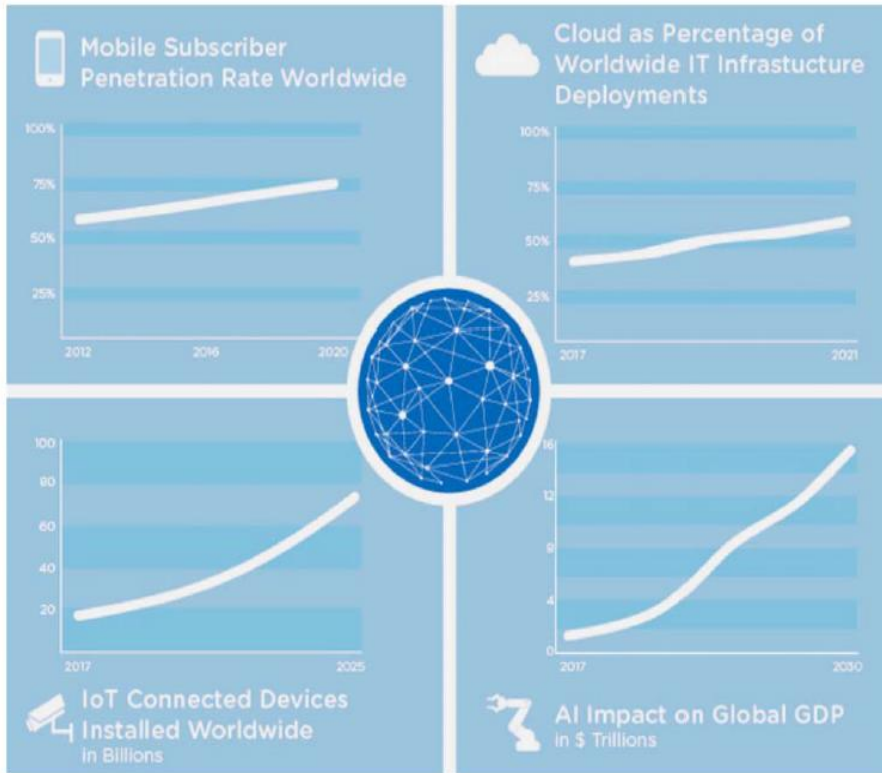 Mobile Subscriber
Penetration Rate Worldwide
100%
75%
50%
25%
2012
2016
2020
Cloud as Percentage of
Worldwide IT Infrastucture
Deployments
100%
75%
50%
25%
2017
2021
100
80
60
40
20
2017
2025
IoT Connected Devices
Installed Worldwide
in Billions
16
12
8
4
0
2017
2030
AI Impact on Global GDP
in $ Trillions